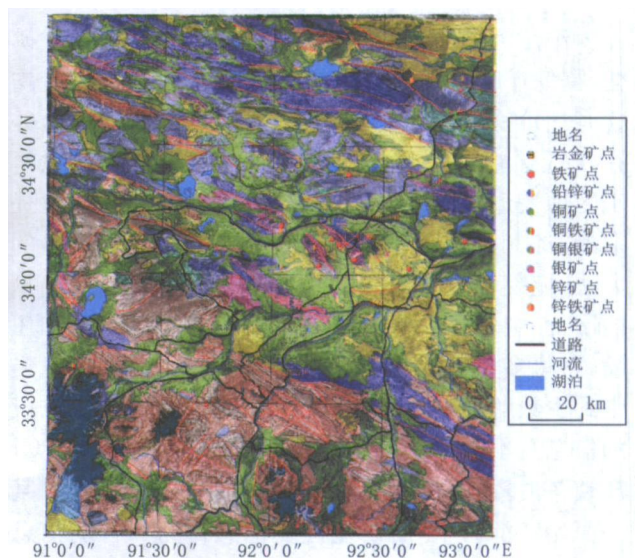 34°30′0″N
34°0′0″
33°30′0″
91°0′0″
91°30′0″
92°0′0″
92°30′0″
93°0′0″E
地名
岩金矿点
铁矿点
铅锌矿点
铜矿点
铜铁矿点
铜银矿点
银矿点
锌矿点
锌铁矿点
地名
道路
河流
湖泊
0 20 km